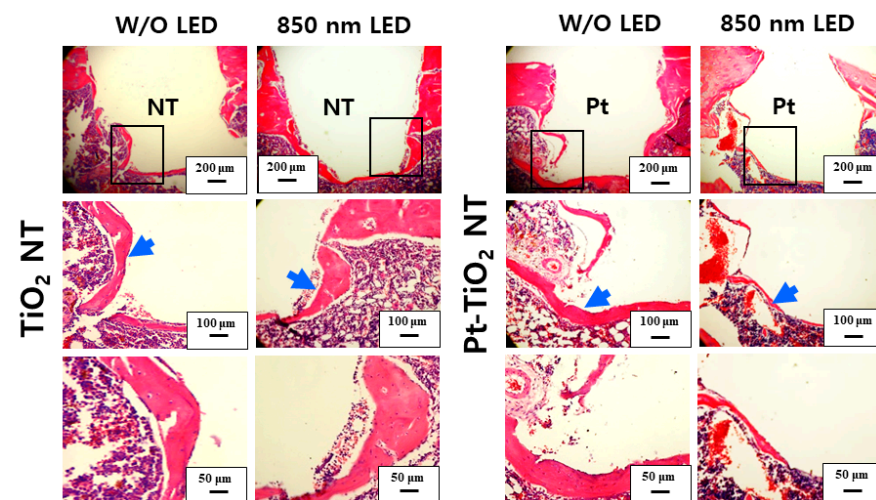 W/O LED 850 nm LED W/O LED 850 nm LED
NT NT Pt Pt
200 μm 200 μm 200 μm 200 μm
TiO2 NT Pt-TiO2 NT
100 μm 100 μm 100 μm 100 μm
50 μm 50 μm 50 μm 50 μm